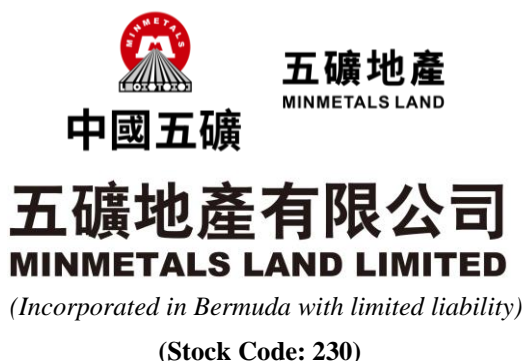 MINMETALS
五礦地產
MINMETALS LAND
中國五礦
五礦地產有限公司
MINMETALS LAND LIMITED
(Incorporated in Bermuda with limited liability)
(Stock Code: 230)